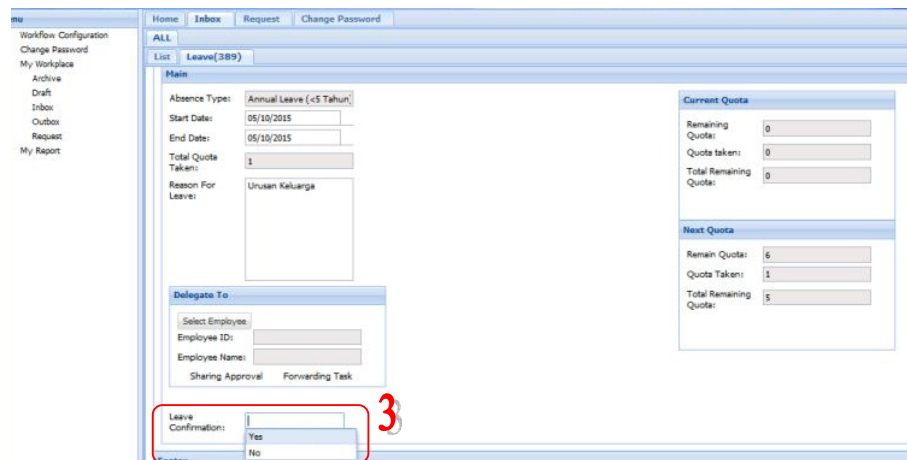 nu
Home Inbox Request Change Password
Workflow Configuration
Change Password
My Workplace
Archive
Draft
Inbox
Outbox
Request
My Report
ALL
List Leave(389)
Main
Absence Type: Annual Leave (<5 Tahun)
Start Date: 05/10/2015
End Date: 05/10/2015
Total Quota
Taken: 1
Reason For
Leave: Urusan Keluarga
Current Quota
Remaining
Quota: 0
Quota taken: 0
Total Remaining
Quota: 0
Next Quota
Remain Quota: 6
Quota Taken: 1
Total Remaining
Quota: 5
Delegate To
Select Employee
Employee ID:
Employee Name:
Sharing Approval Forwarding Task
Leave
Confirmation:
Yes
No
3
Footer